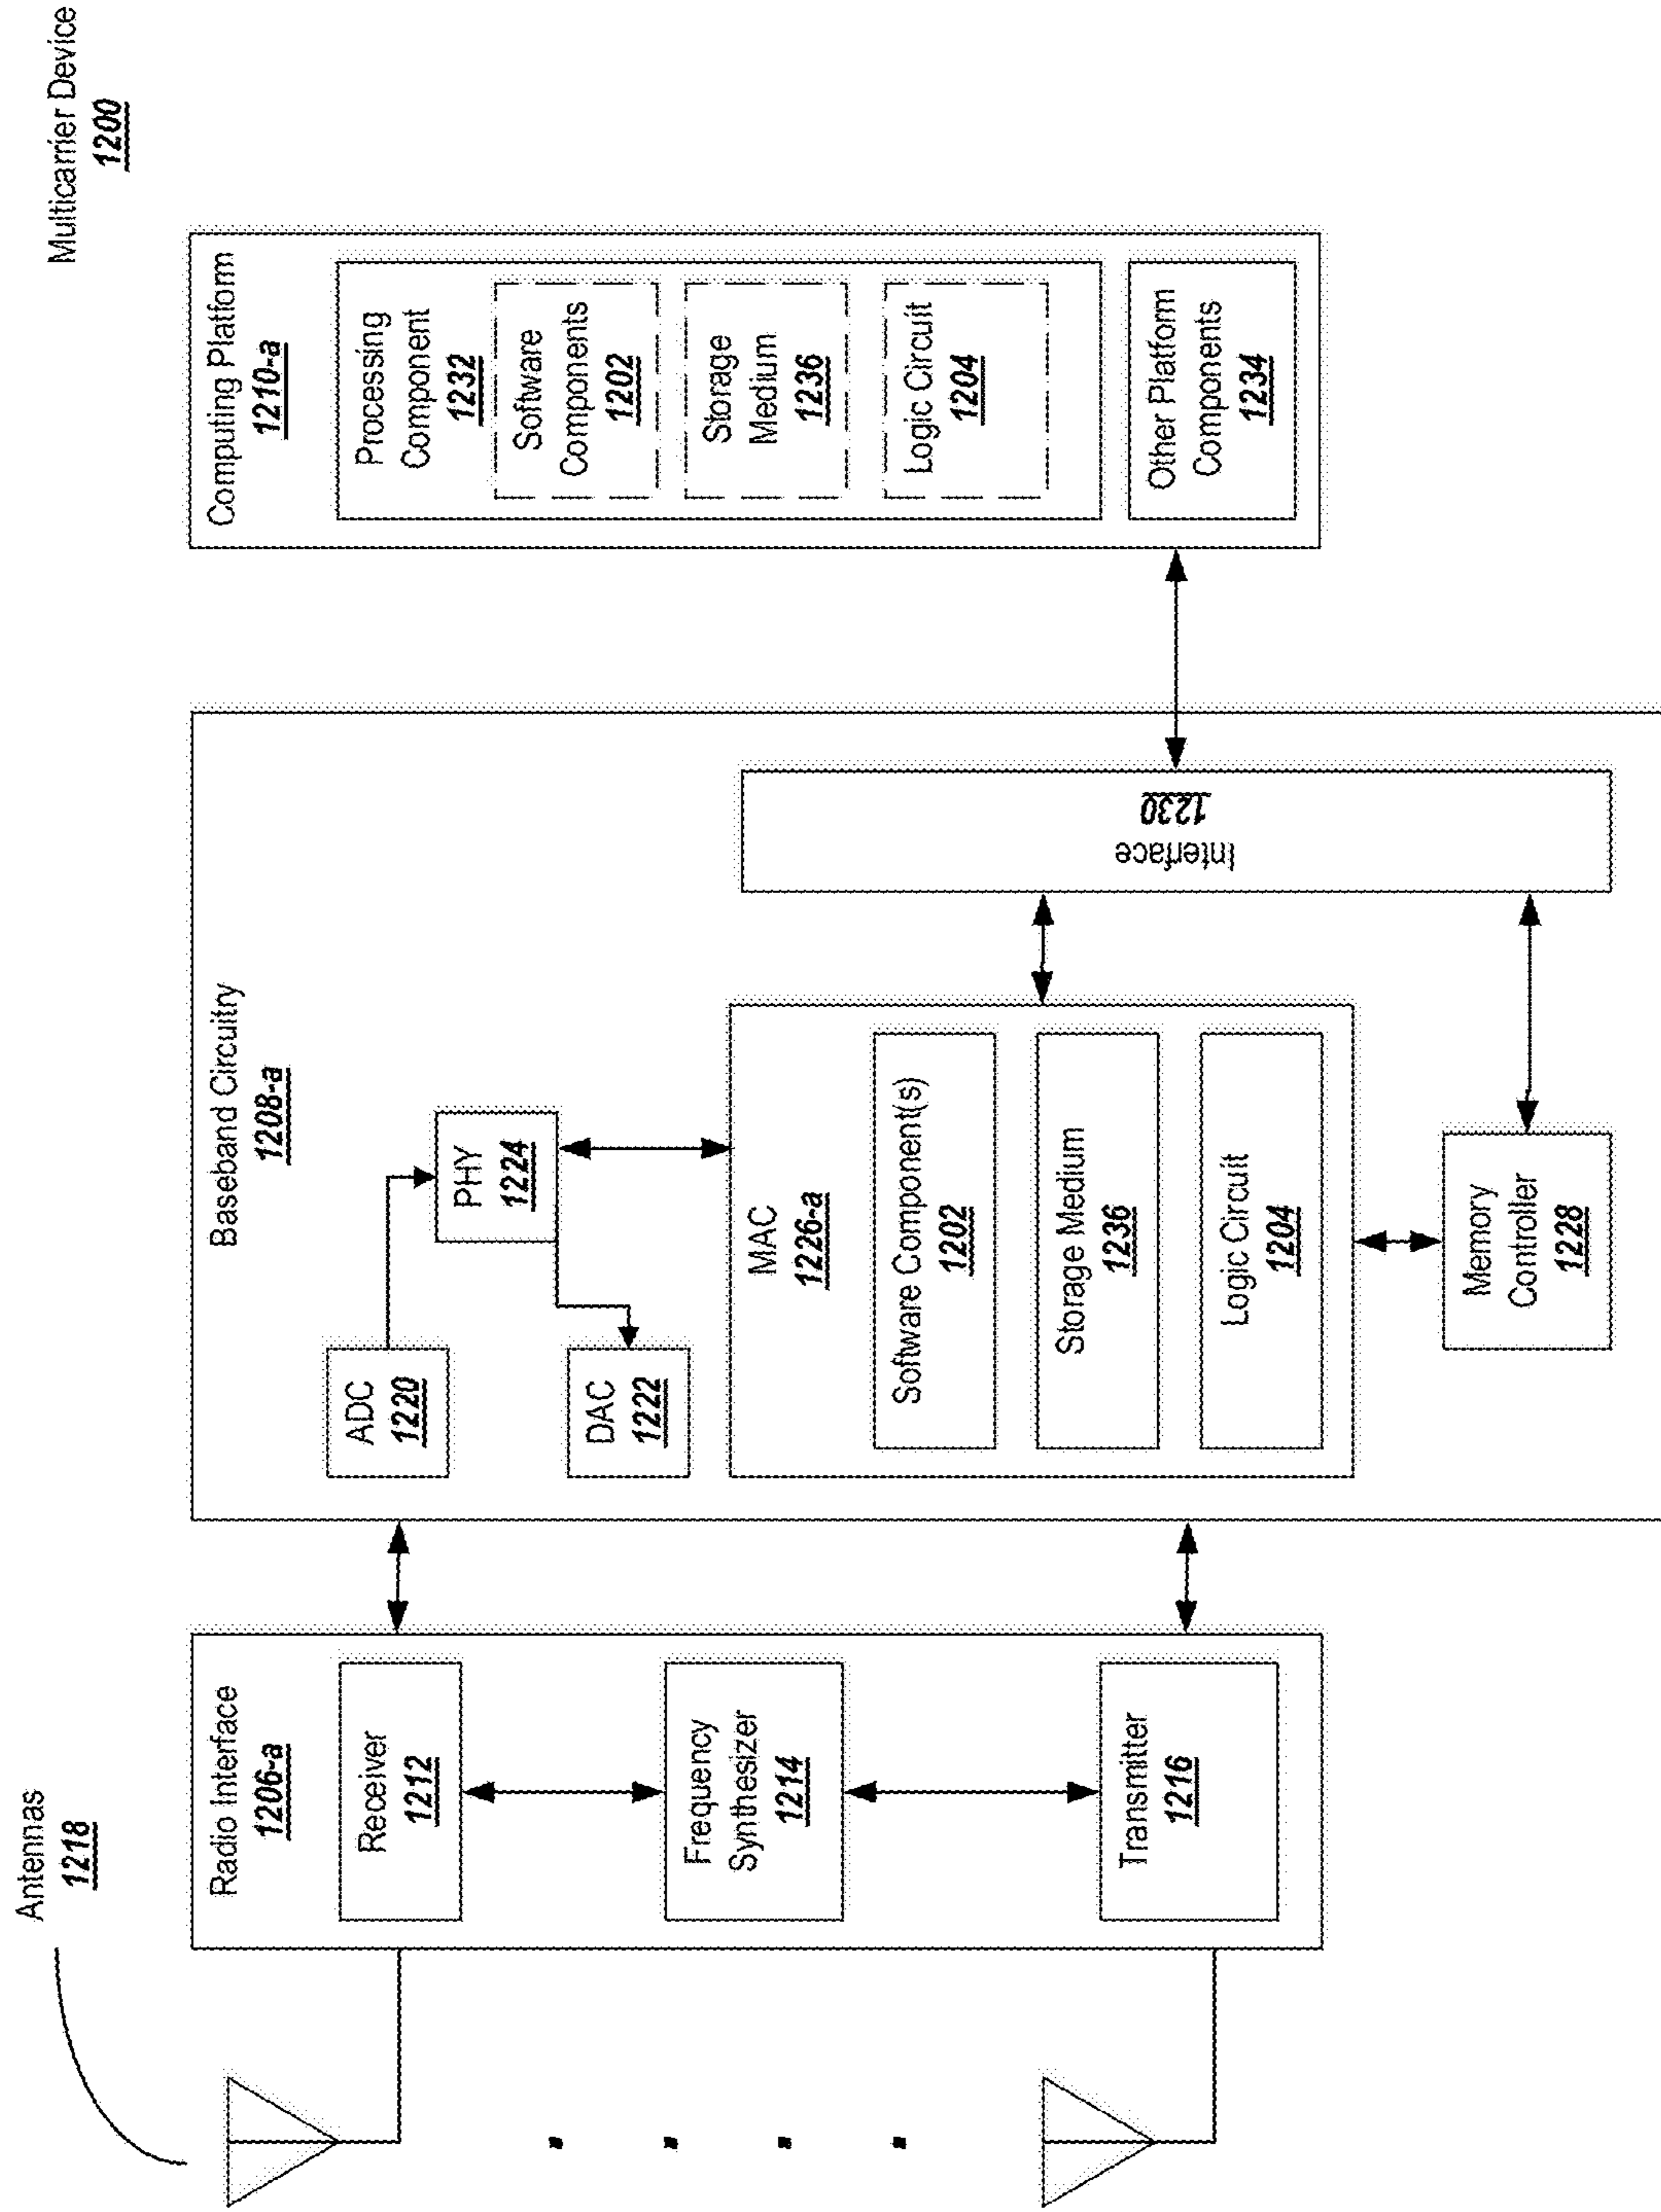 Multicarrier Device
1200
Antennas
1218
Radio Interface
1206-a
Receiver
1212
Frequency
Synthesizer
1214
Transmitter
1216
Baseband Circuitry
1208-a
ADC
1220
PHY
1224
DAC
1222
MAC
1226-a
Software Component(s)
1202
Storage Medium
1236
Logic Circuit
1204
Memory
Controller
1228
Interface
1230
Computing Platform
1210-a
Processing
Component
1232
Software
Components
1202
Storage
Medium
1236
Logic Circuit
1204
Other Platform
Components
1234